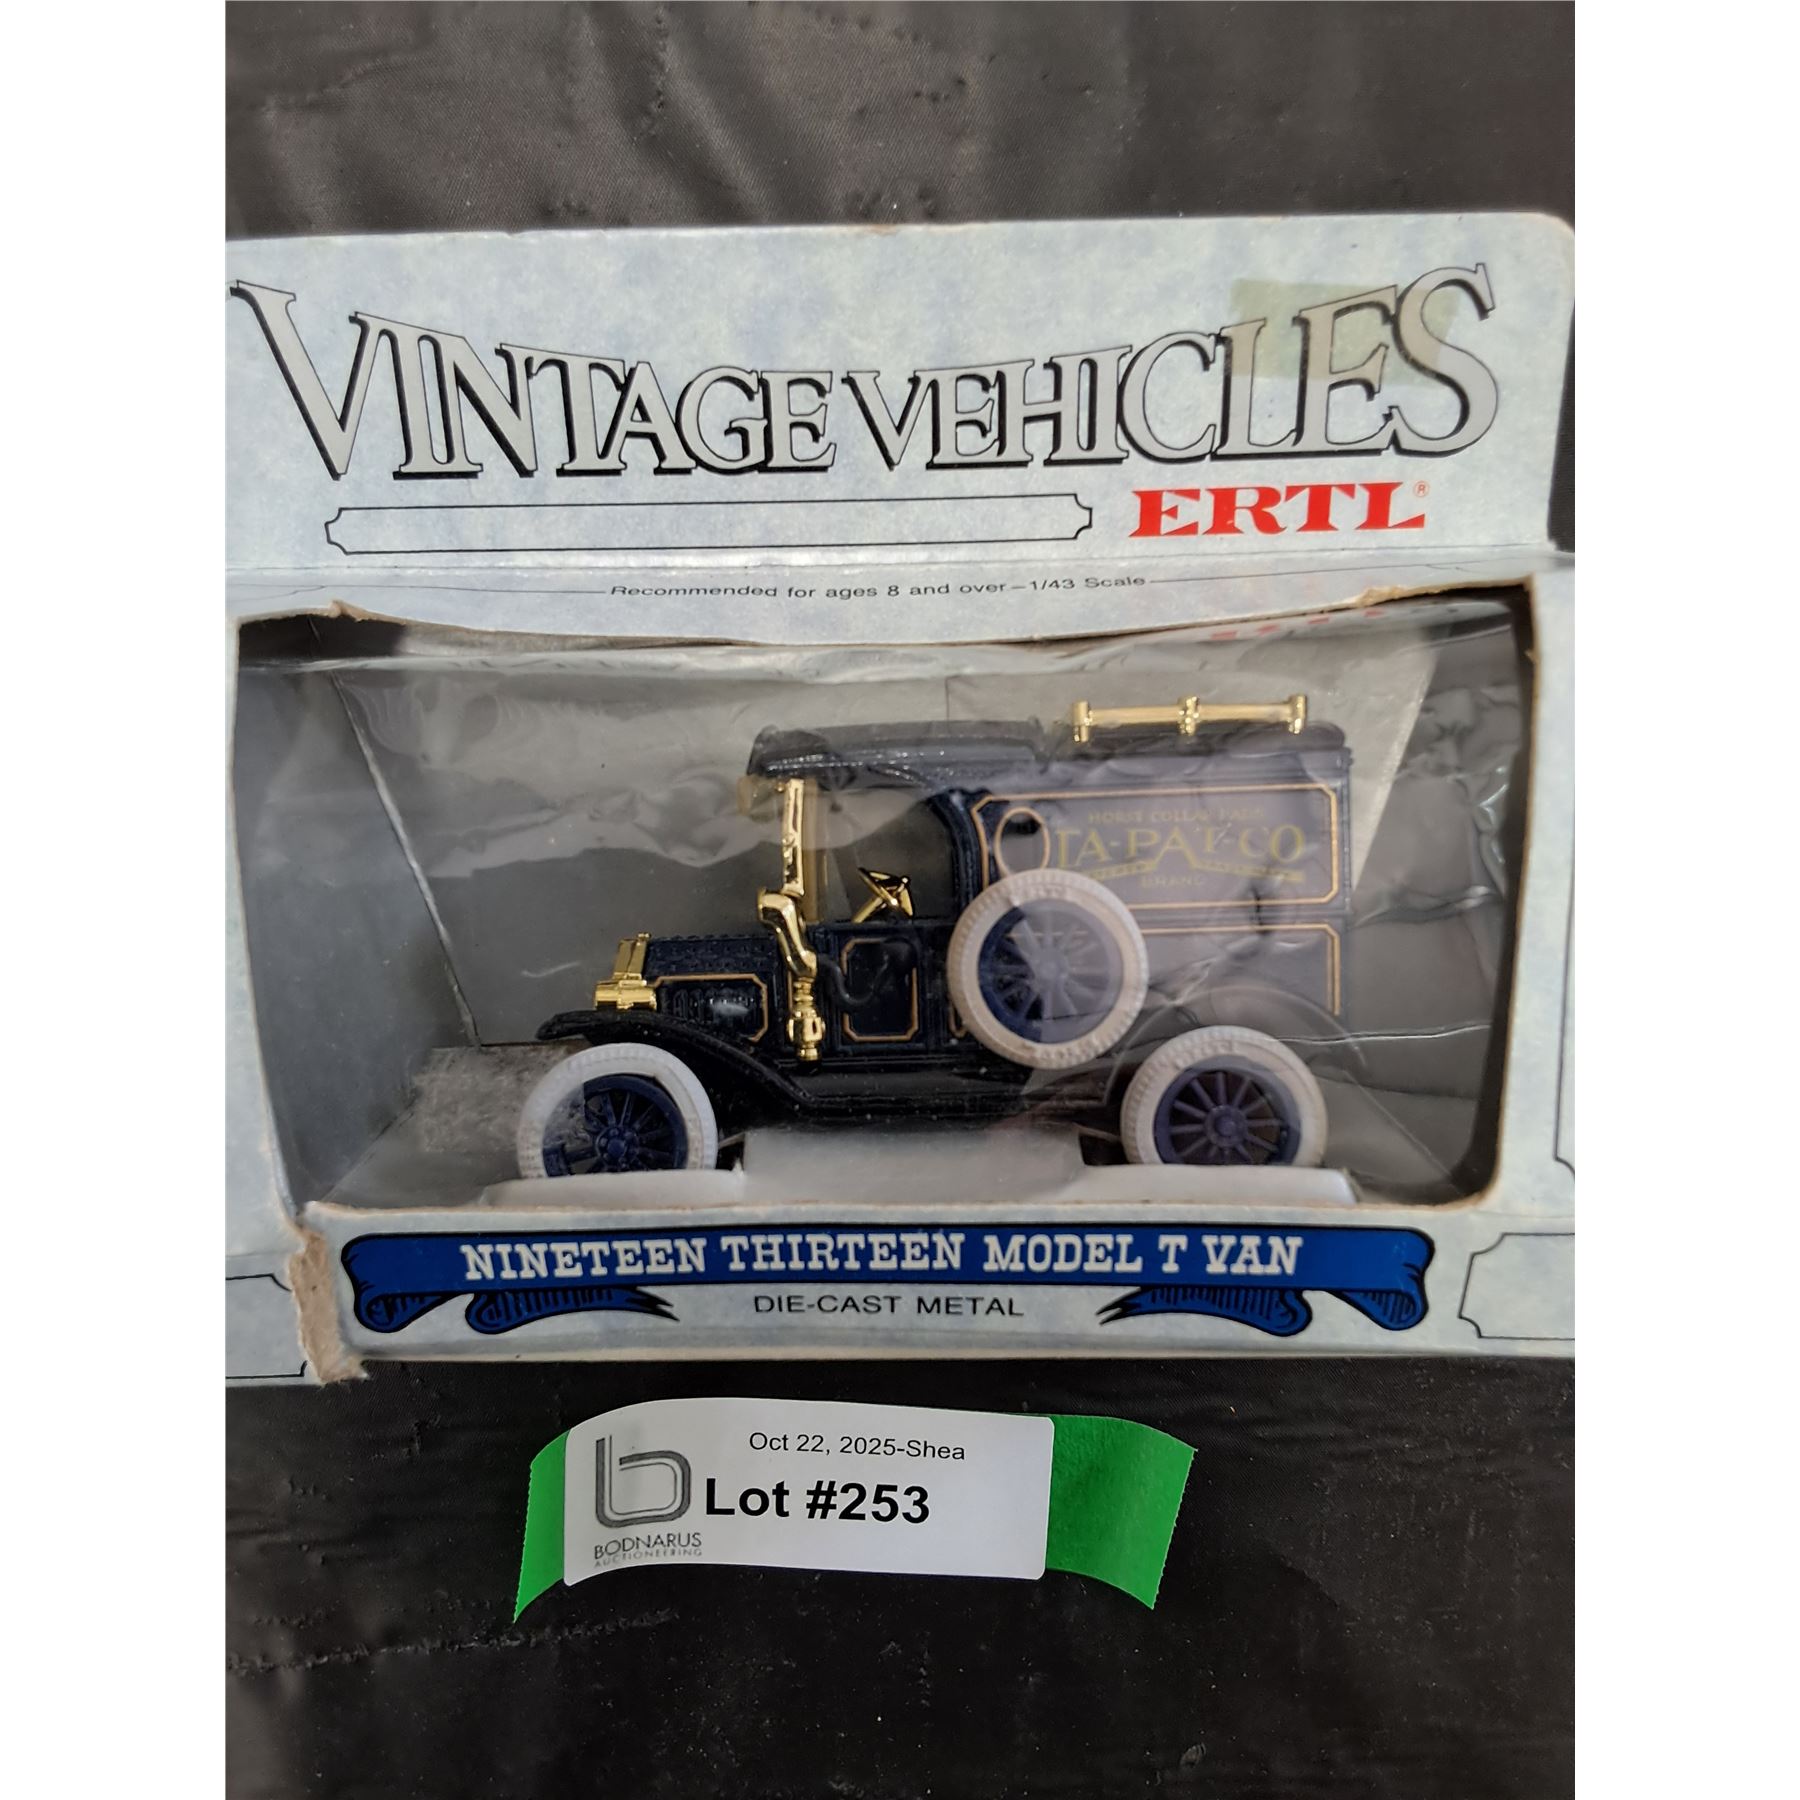 VINTAGE VEHICLES
ERTL®
Recommended for ages 8 and over – 1/43 Scale
TA-PAT-CO
BRAND
NINETEEN THIRTEEN MODEL T VAN
DIE-CAST METAL
Oct 22, 2025-Shea
Lot #253
BODNARUS
AUCTIONEERING